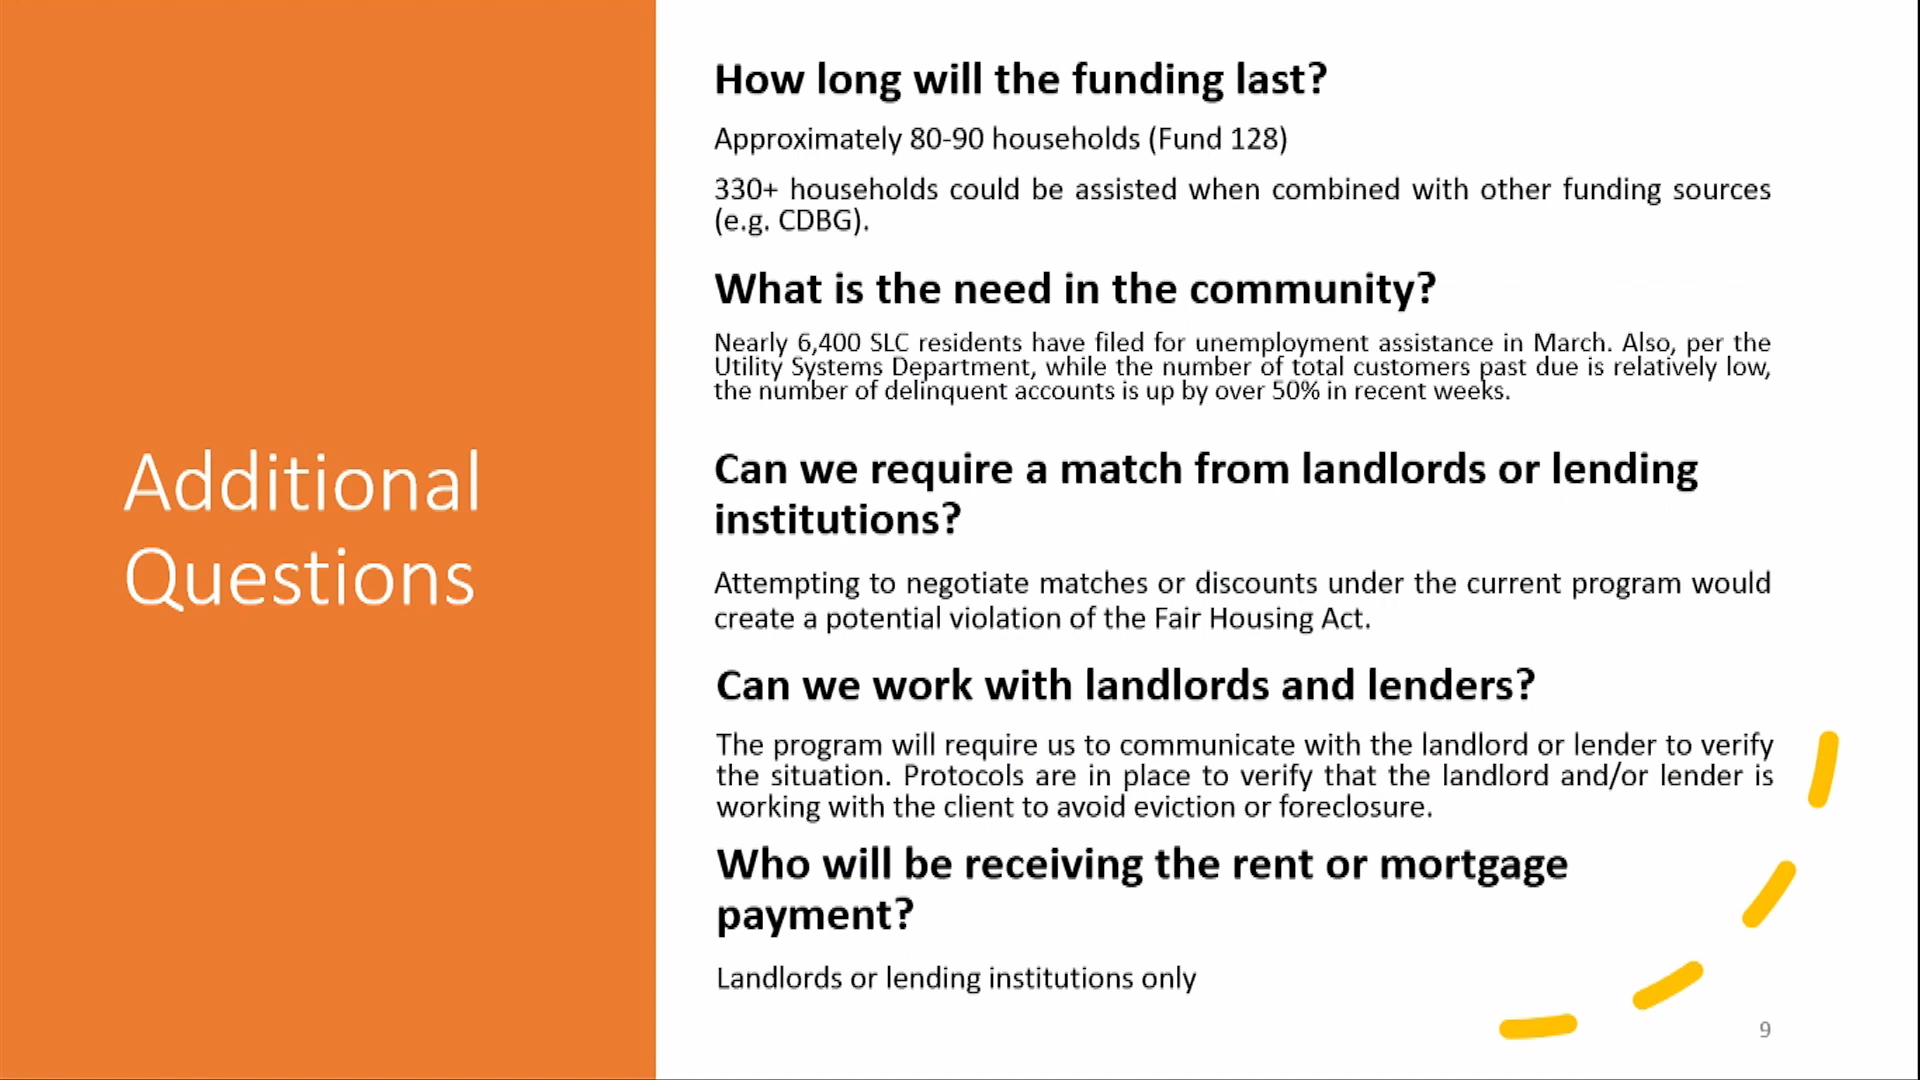 Additional
Questions
How long will the funding last?
Approximately 80-90 households (Fund 128)
330+ households could be assisted when combined with other funding sources
(e.g. CDBG).
What is the need in the community?
Nearly 6,400 SLC residents have filed for unemployment assistance in March. Also, per the
Utility Systems Department, while the number of total customers past due is relatively low,
the number of delinquent accounts is up by over 50% in recent weeks.
Can we require a match from landlords or lending
institutions?
Attempting to negotiate matches or discounts under the current program would
create a potential violation of the Fair Housing Act.
Can we work with landlords and lenders?
The program will require us to communicate with the landlord or lender to verify
the situation. Protocols are in place to verify that the landlord and/or lender is
working with the client to avoid eviction or foreclosure.
Who will be receiving the rent or mortgage
payment?
Landlords or lending institutions only
9